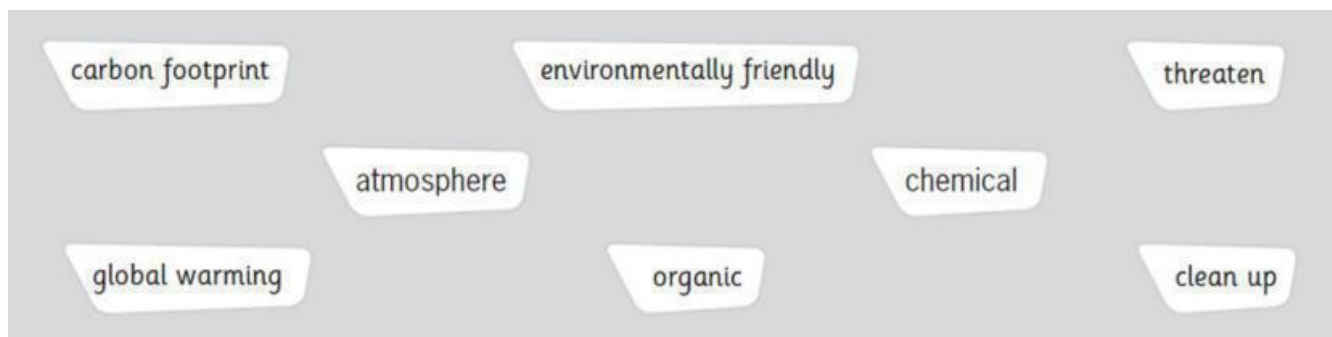 carbon footprint
environmentally friendly
threaten
atmosphere
chemical
global warming
organic
clean up